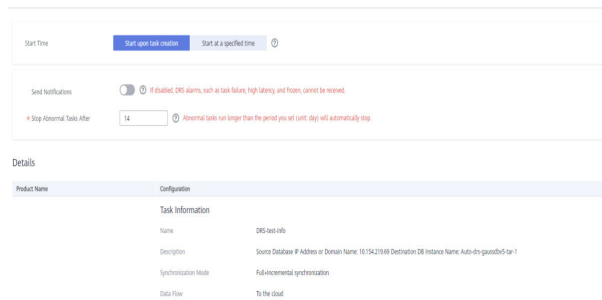 Start Time Start upon task creation Start at a specified time
Send Notifications If disabled, DRS alarms, such as task failure, high latency, and frozen, cannot be received.
* Stop Abnormal Tasks After 14 Abnormal tasks run longer than the period you set (unit: day) will automatically stop.
Details
Product Name Configuration
Task Information
Name DRS-test-info
Description Source Database IP Address or Domain Name: 10.154.219.69 Destination DB Instance Name: Auto-drs-gaussdbv5-tar-1
Synchronization Mode Full+Incremental synchronization
Data Flow To the cloud